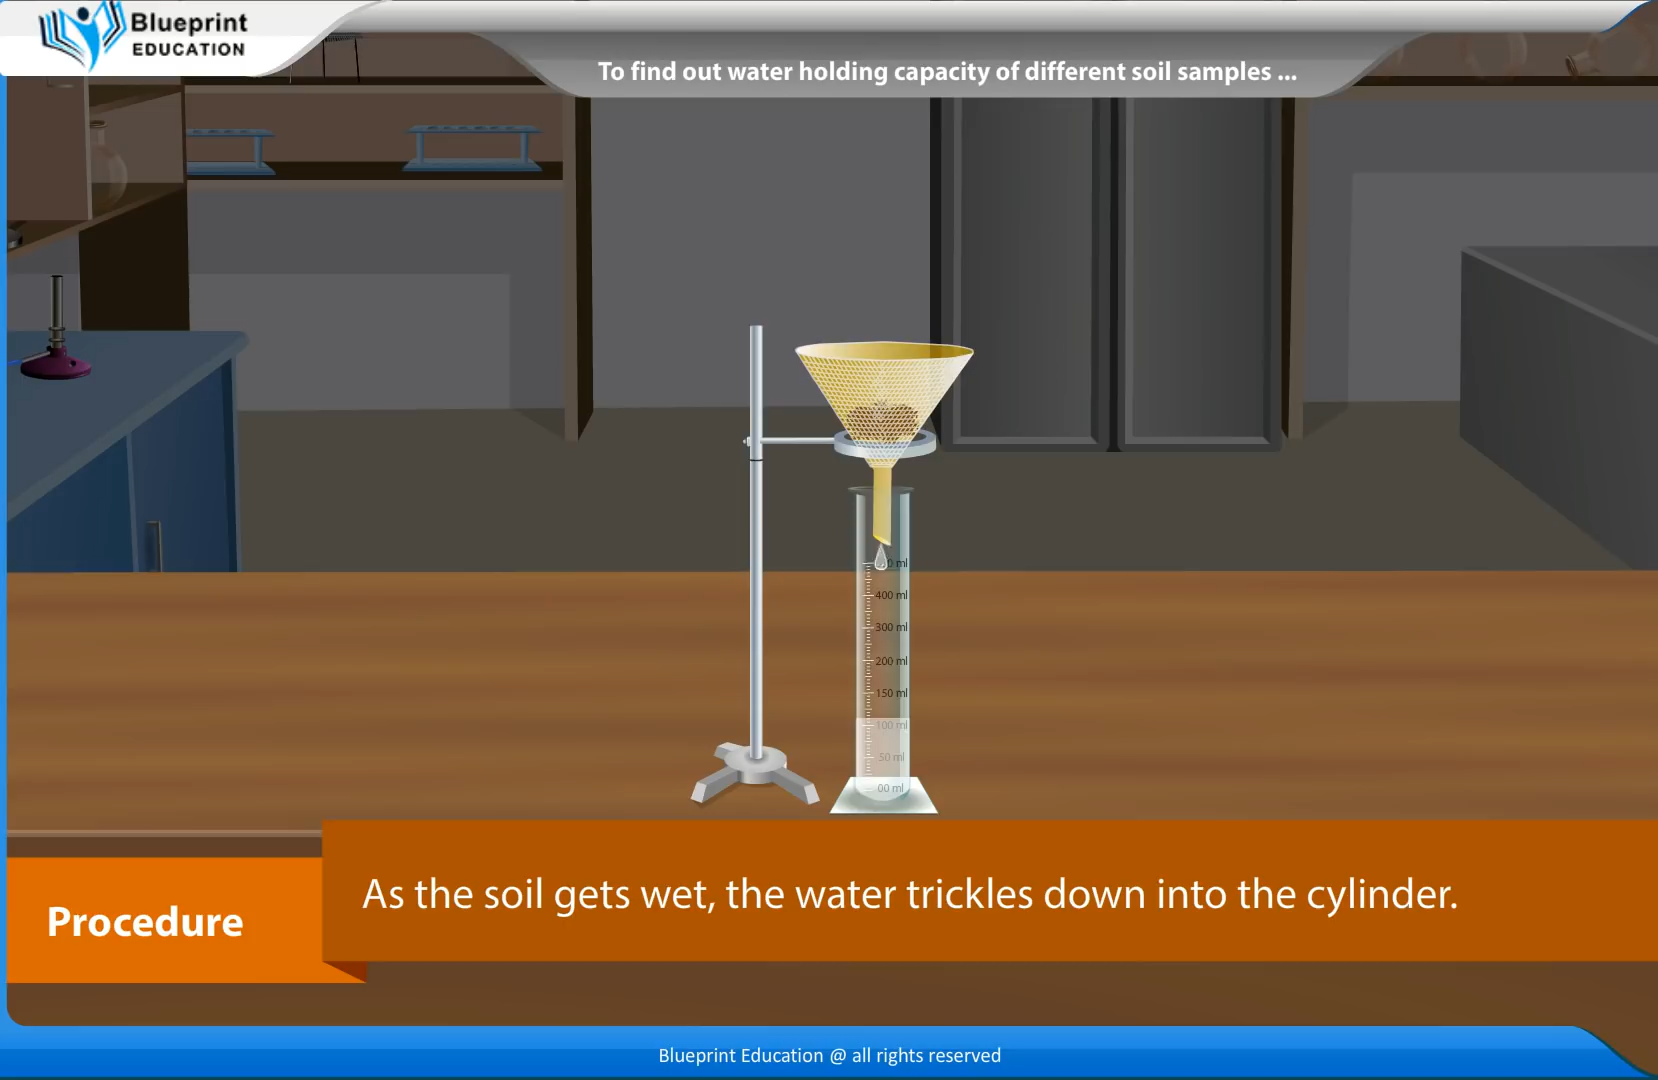 Blueprint
EDUCATION
To find out water holding capacity of different soil samples ...
0 ml
400 ml
300 ml
200 ml
150 ml
100 ml
50 ml
00 ml
Procedure
As the soil gets wet, the water trickles down into the cylinder.
Blueprint Education @ all rights reserved